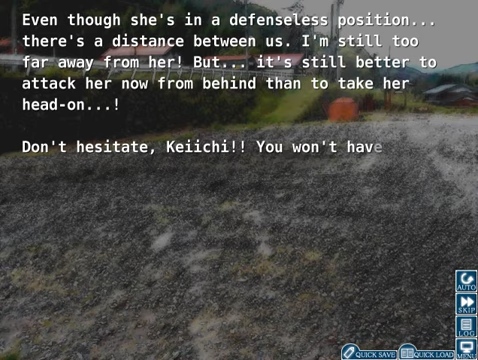 Even though she's in a defenseless position...
there's a distance between us. I'm still too
far away from her! But... it's still better to
attack her now from behind than to take her
head-on...!
Don't hesitate, Keiichi!! You won't have
AUTO
SKIP
LOG
MENU
QUICK SAVE
QUICK LOAD